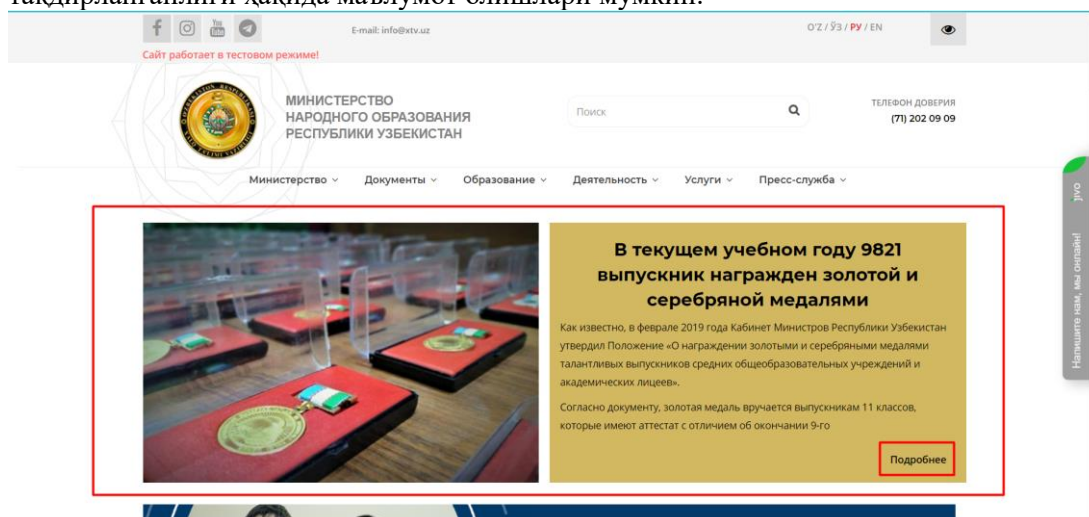 тақдирланганлиги ҳақида маълумот олишлари мумкин.
f You Tube E-mail: info@xtv.uz O'Z / ЎЗ / РУ / EN
Сайт работает в тестовом режиме!
МИНИСТЕРСТВО
НАРОДНОГО ОБРАЗОВАНИЯ
РЕСПУБЛИКИ УЗБЕКИСТАН
Поиск
ТЕЛЕФОН ДОВЕРИЯ
(71) 202 09 09
Министерство Документы Образование Деятельность Услуги Пресс-служба
В текущем учебном году 9821
выпускник награжден золотой и
серебряной медалями
Как известно, в феврале 2019 года Кабинет Министров Республики Узбекистан
утвердил Положение «О награждении золотыми и серебряными медалями
талантливых выпускников средних общеобразовательных учреждений и
академических лицеев».
Согласно документу, золотая медаль вручается выпускникам 11 классов,
которые имеют аттестат с отличием об окончании 9-го
Подробнее
Напишите нам, мы онлайн! jivo